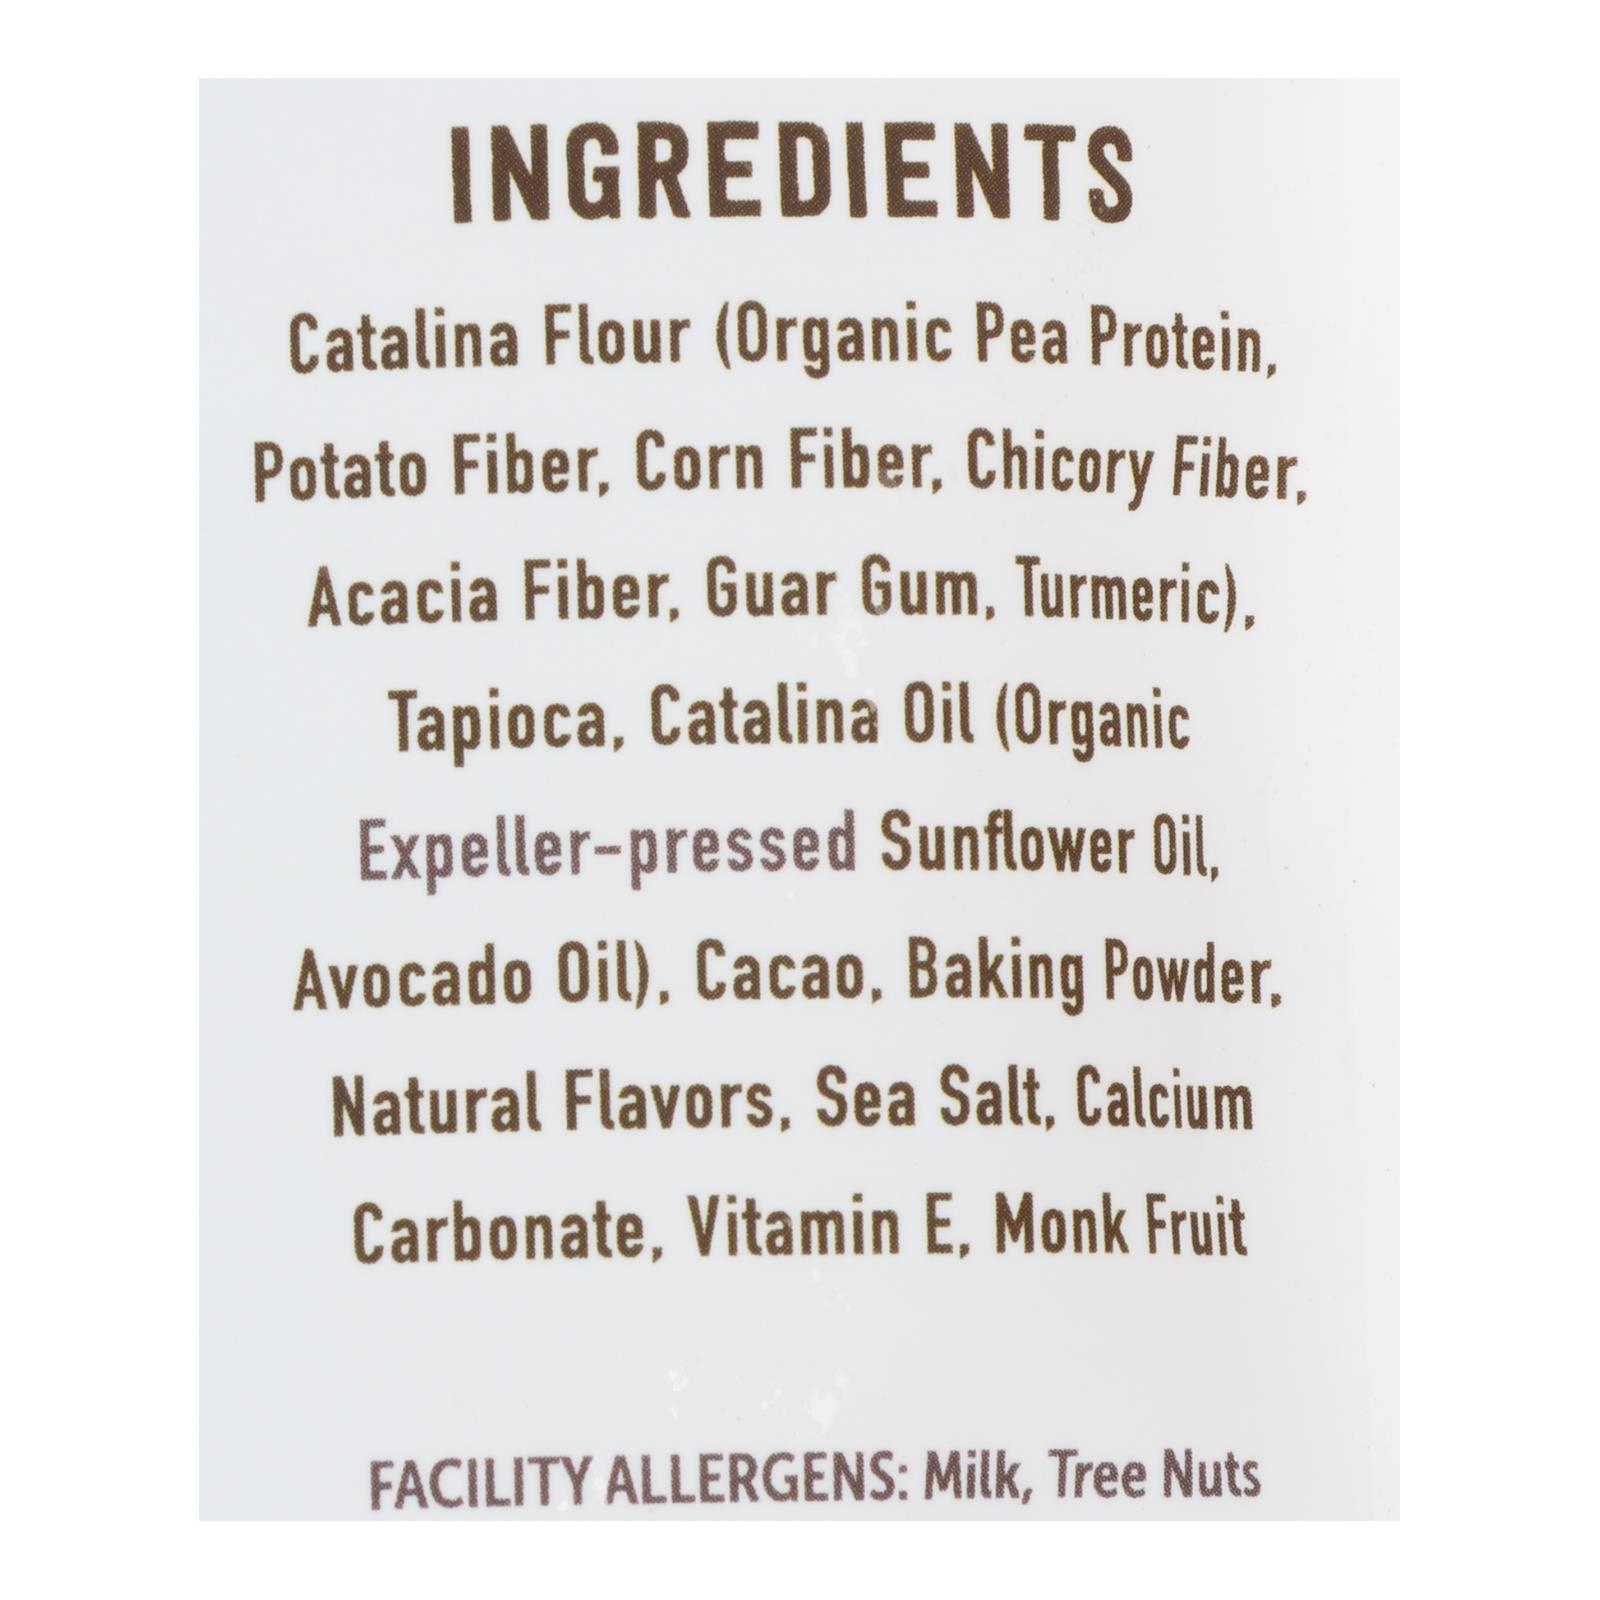 INGREDIENTS
Catalina Flour (Organic Pea Protein,
Potato Fiber, Corn Fiber, Chicory Fiber,
Acacia Fiber, Guar Gum, Turmeric),
Tapioca, Catalina Oil (Organic
Expeller-pressed Sunflower Oil,
Avocado Oil), Cacao, Baking Powder,
Natural Flavors, Sea Salt, Calcium
Carbonate, Vitamin E, Monk Fruit
FACILITY ALLERGENS: Milk, Tree Nuts